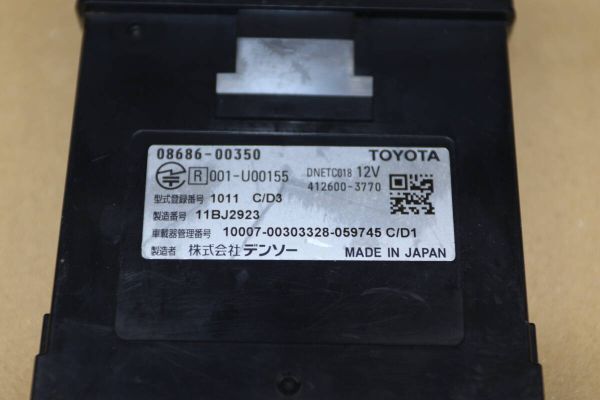 08686-00350 TOYOTA
R 001-U00155 DNETC018 12V
412600-3770
型式登録番号 1011 C/D3
製造番号 11BJ2923
車載器管理番号 10007-00303328-059745 C/D1
製造者 株式会社デンソー MADE IN JAPAN